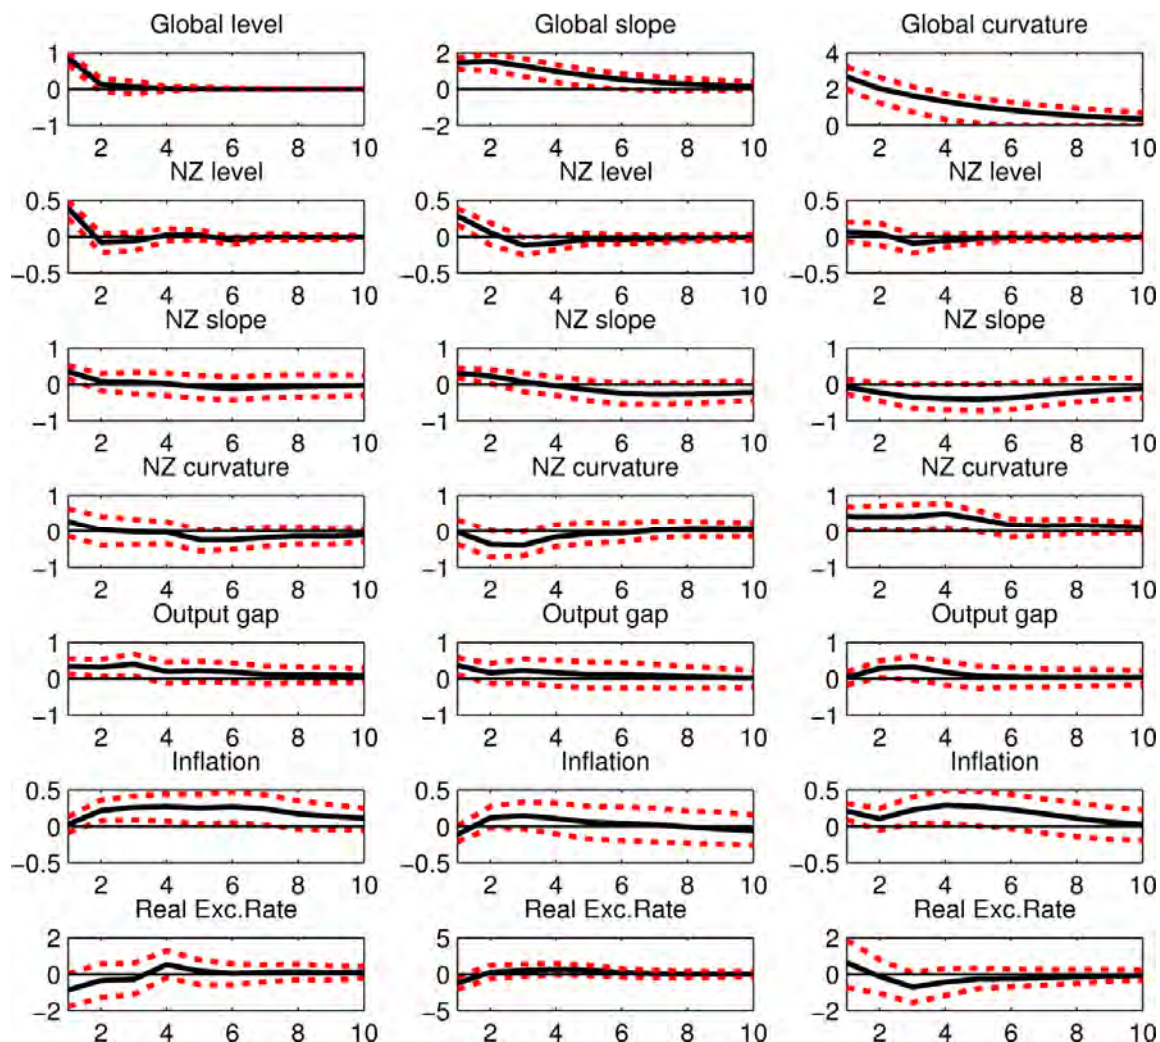 Global level Global slope Global curvature
1 2 4
0 0 2
−1 −2 0
2 4 6 8 10 2 4 6 8 10 2 4 6 8 10
NZ level NZ level NZ level
0.5 0.5 0.5
0 0 0
−0.5 −0.5 −0.5
2 4 6 8 10 2 4 6 8 10 2 4 6 8 10
NZ slope NZ slope NZ slope
1 1 1
0 0 0
−1 −1 −1
2 4 6 8 10 2 4 6 8 10 2 4 6 8 10
NZ curvature NZ curvature NZ curvature
1 1 1
0 0 0
−1 −1 −1
2 4 6 8 10 2 4 6 8 10 2 4 6 8 10
Output gap Output gap Output gap
1 1 1
0 0 0
−1 −1 −1
2 4 6 8 10 2 4 6 8 10 2 4 6 8 10
Inflation Inflation Inflation
0.5 0.5 0.5
0 0 0
−0.5 −0.5 −0.5
2 4 6 8 10 2 4 6 8 10 2 4 6 8 10
Real Exc.Rate Real Exc.Rate Real Exc.Rate
2 5 2
0 0 0
−2 −5 −2
2 4 6 8 10 2 4 6 8 10 2 4 6 8 10